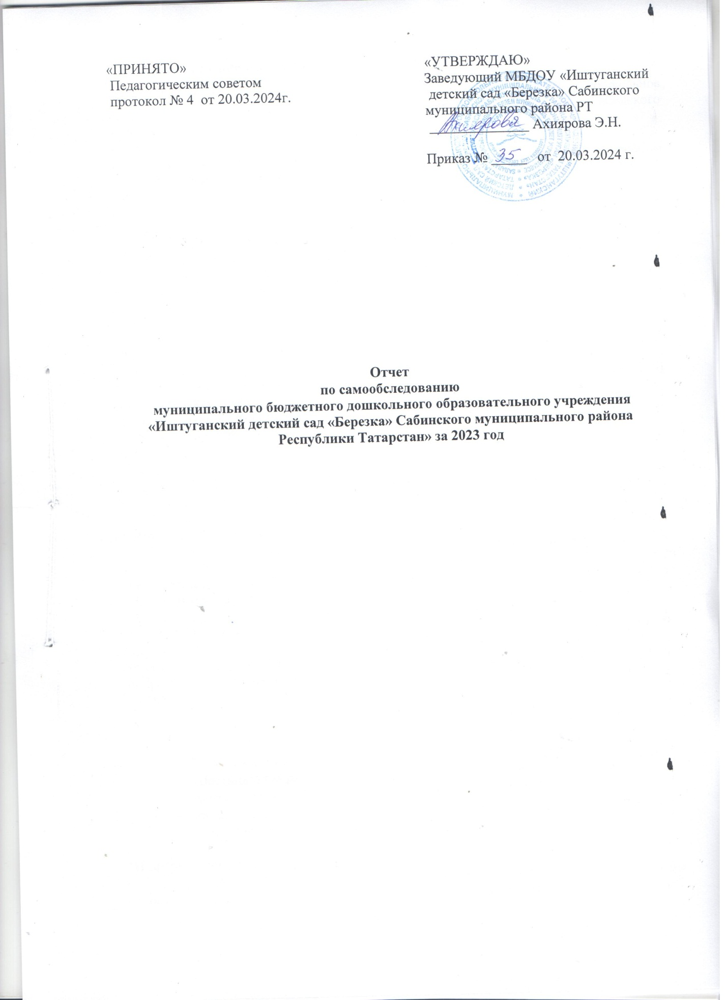 «ПРИНЯТО»
Педагогическим советом
протокол № 4 от 20.03.2024г.
«УТВЕРЖДАЮ»
Заведующий МБДОУ «Иштуганский
детский сад «Березка» Сабинского
муниципального района РТ
Ахиярова Ахиярова Э.Н.
Приказ № 35 от 20.03.2024 г.
Отчет
по самообследованию
муниципального бюджетного дошкольного образовательного учреждения
«Иштуганский детский сад «Березка» Сабинского муниципального района
Республики Татарстан» за 2023 год